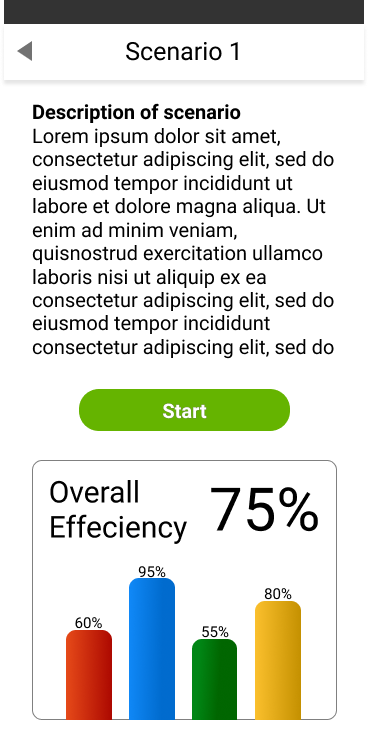 Scenario 1
Description of scenario
Lorem ipsum dolor sit amet,
consectetur adipiscing elit, sed do
eiusmod tempor incididunt ut
labore et dolore magna aliqua. Ut
enim ad minim veniam,
quisnostrud exercitation ullamco
laboris nisi ut aliquip ex ea
consectetur adipiscing elit, sed do
eiusmod tempor incididunt
consectetur adipiscing elit, sed do
Start
Overall
Effeciency
75%
60%
95%
55%
80%